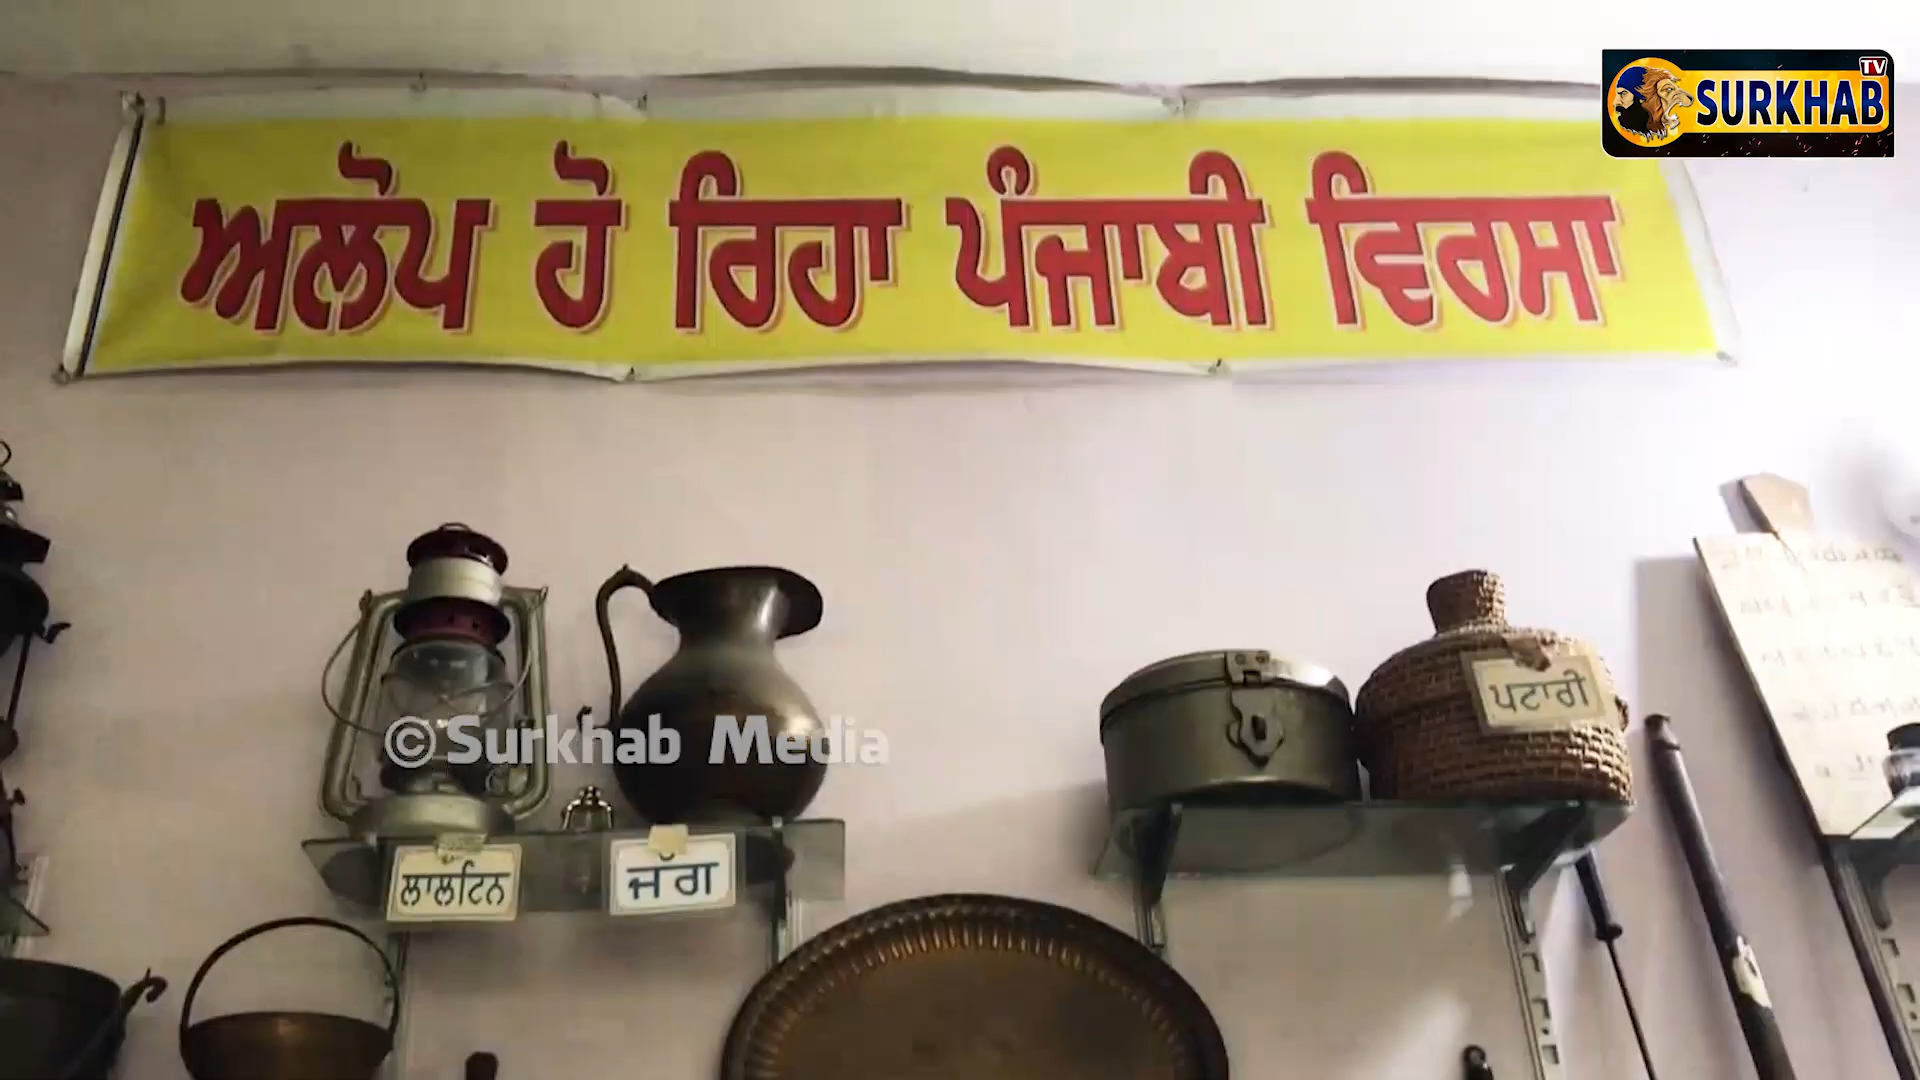 SURKHAB TV
ਅਲੋਪ ਹੋ ਰਿਹਾ ਪੰਜਾਬੀ ਵਿਰਸਾ
ਪਟਾਰੀ
©Surkhab Media
ਲਾਲਟਿਨ
ਜੱਗ